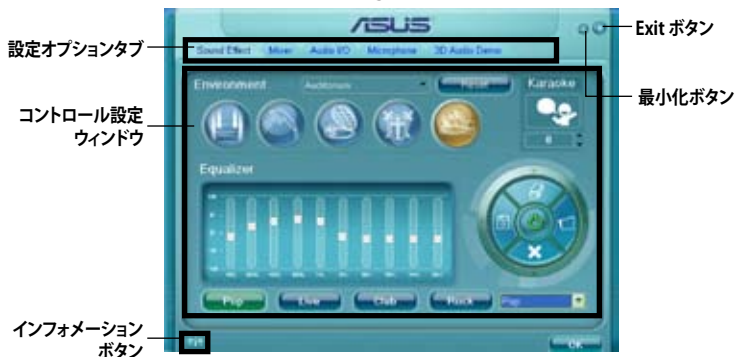 ASUS
Exit ボタン
設定オプションタブ
Sound Effect Mixer Audio I/O Microphone 3D Audio Demo
最小化ボタン
Environment Auditorium Reset Karaoke
コントロール設定
ウィンドウ
0
Equalizer
Pop Live Club Rock Pop
インフォメーション
ボタン
OK